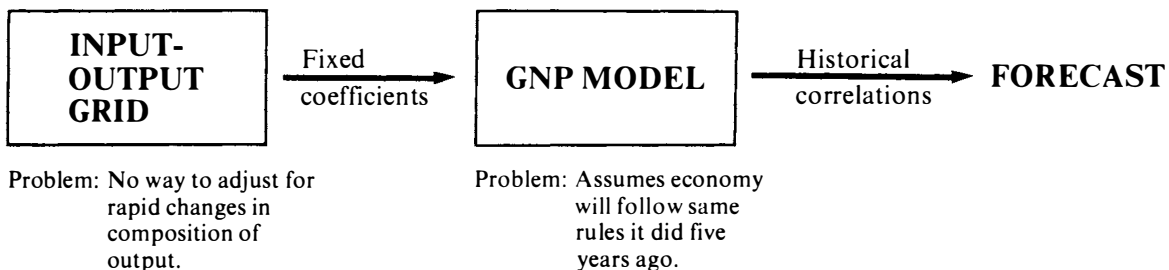 INPUT-
OUTPUT
GRID
Fixed
coefficients
GNP MODEL
Historical
correlations
FORECAST
Problem: No way to adjust for
rapid changes in
composition of
output.
Problem: Assumes economy
will follow same
rules it did five
years ago.